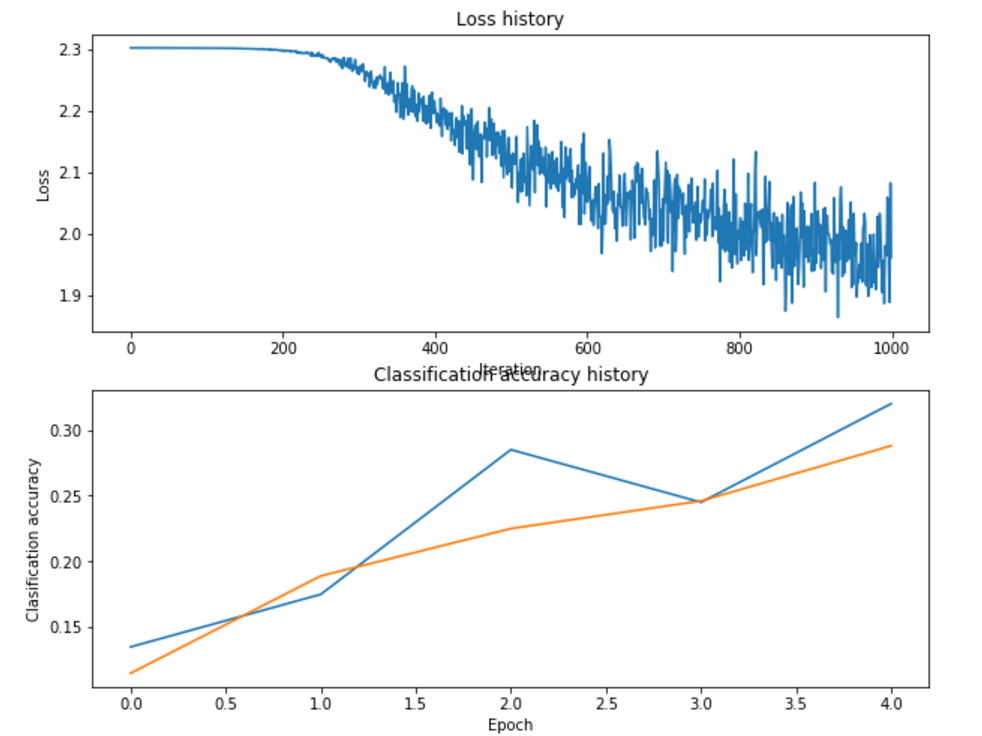 Loss history
2.3
2.2
2.1
2.0
1.9
Loss
0 200 400 600 800 1000
Iteration
Classification accuracy history
0.30
0.25
0.20
0.15
Clasification accuracy
0.0 0.5 1.0 1.5 2.0 2.5 3.0 3.5 4.0
Epoch